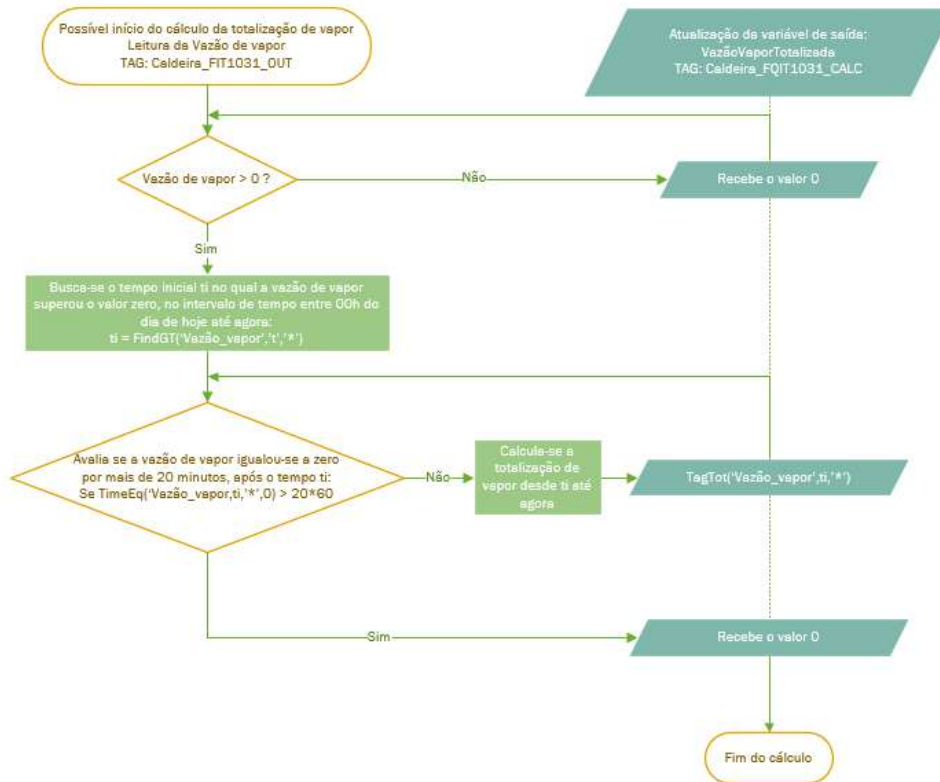 Possível início do cálculo da totalização de vapor
Leitura da Vazão de vapor
TAG: Caldeira_FIT1031_OUT
Atualização da variável de saída:
VazãoVaporTotalizada
TAG: Caldeira_FQIT1031_CALC
Vazão de vapor > 0 ?
Não
Recebe o valor 0
Sim
Busca-se o tempo inicial ti no qual a vazão de vapor
superou o valor zero, no intervalo de tempo entre 00h do
dia de hoje até agora:
ti = FindGT('Vazão_vapor','t','*')
Avalia se a vazão de vapor igualou-se a zero
por mais de 20 minutos, após o tempo ti:
Se TimeEq('Vazão_vapor,ti,'*',0) > 20*60
Não
Calcula-se a
totalização de
vapor desde ti até
agora
TagTot('Vazão_vapor',ti,'*')
Sim
Recebe o valor 0
Fim do cálculo